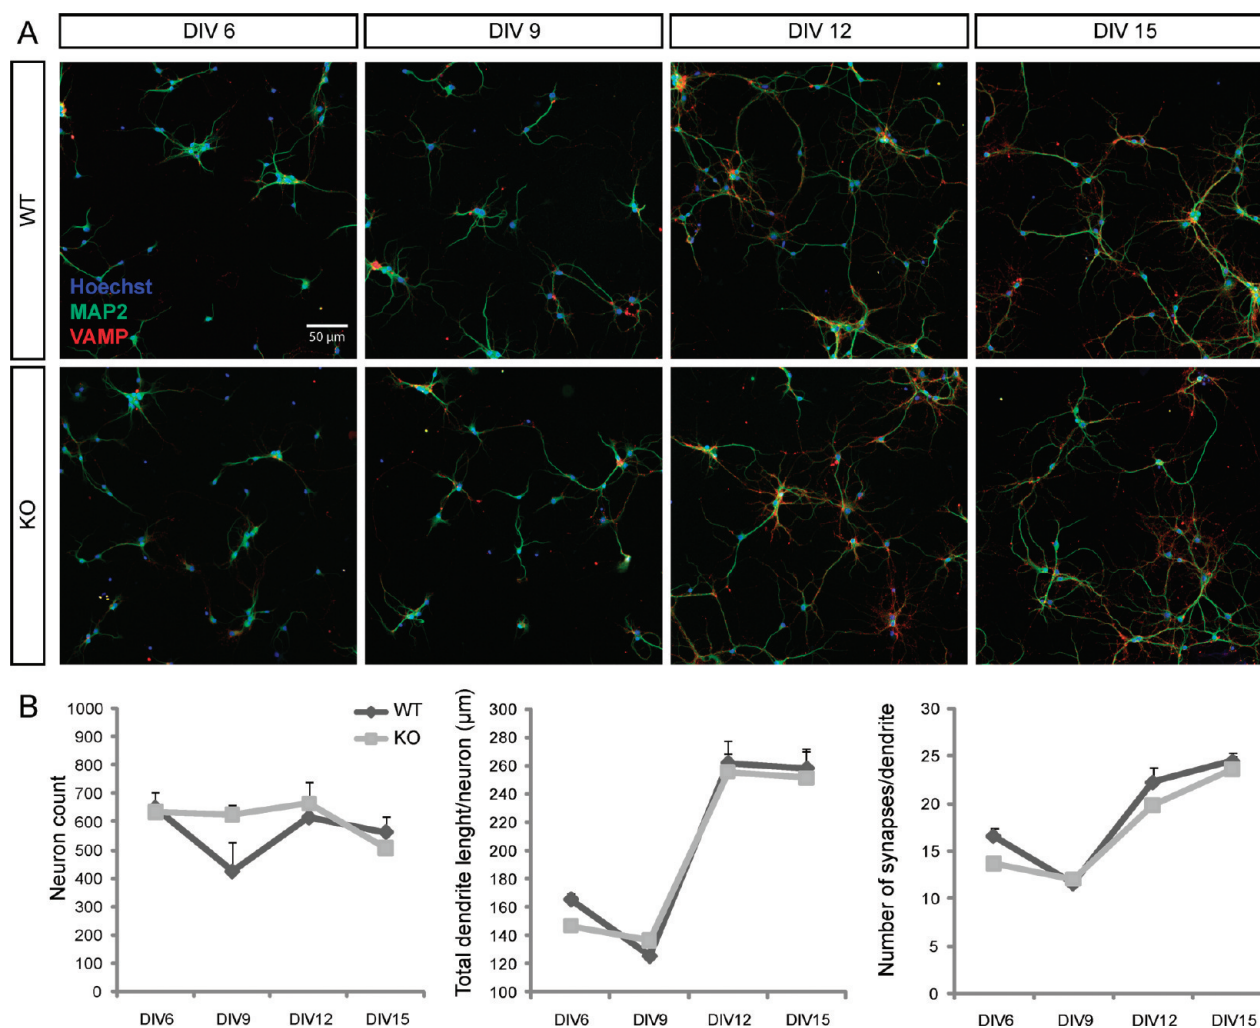 A
DIV 6
DIV 9
DIV 12
DIV 15
WT
Hoechst
MAP2
VAMP
50 µm
KO
B
Neuron count
1000
900
800
700
600
500
400
300
200
100
0
WT
KO
DIV6
DIV9
DIV12
DIV15
Total dendrite lenght/neuron (µm)
300
280
260
240
220
200
180
160
140
120
100
DIV6
DIV9
DIV12
DIV15
Number of synapses/dendrite
30
25
20
15
10
5
0
DIV6
DIV9
DIV12
DIV15